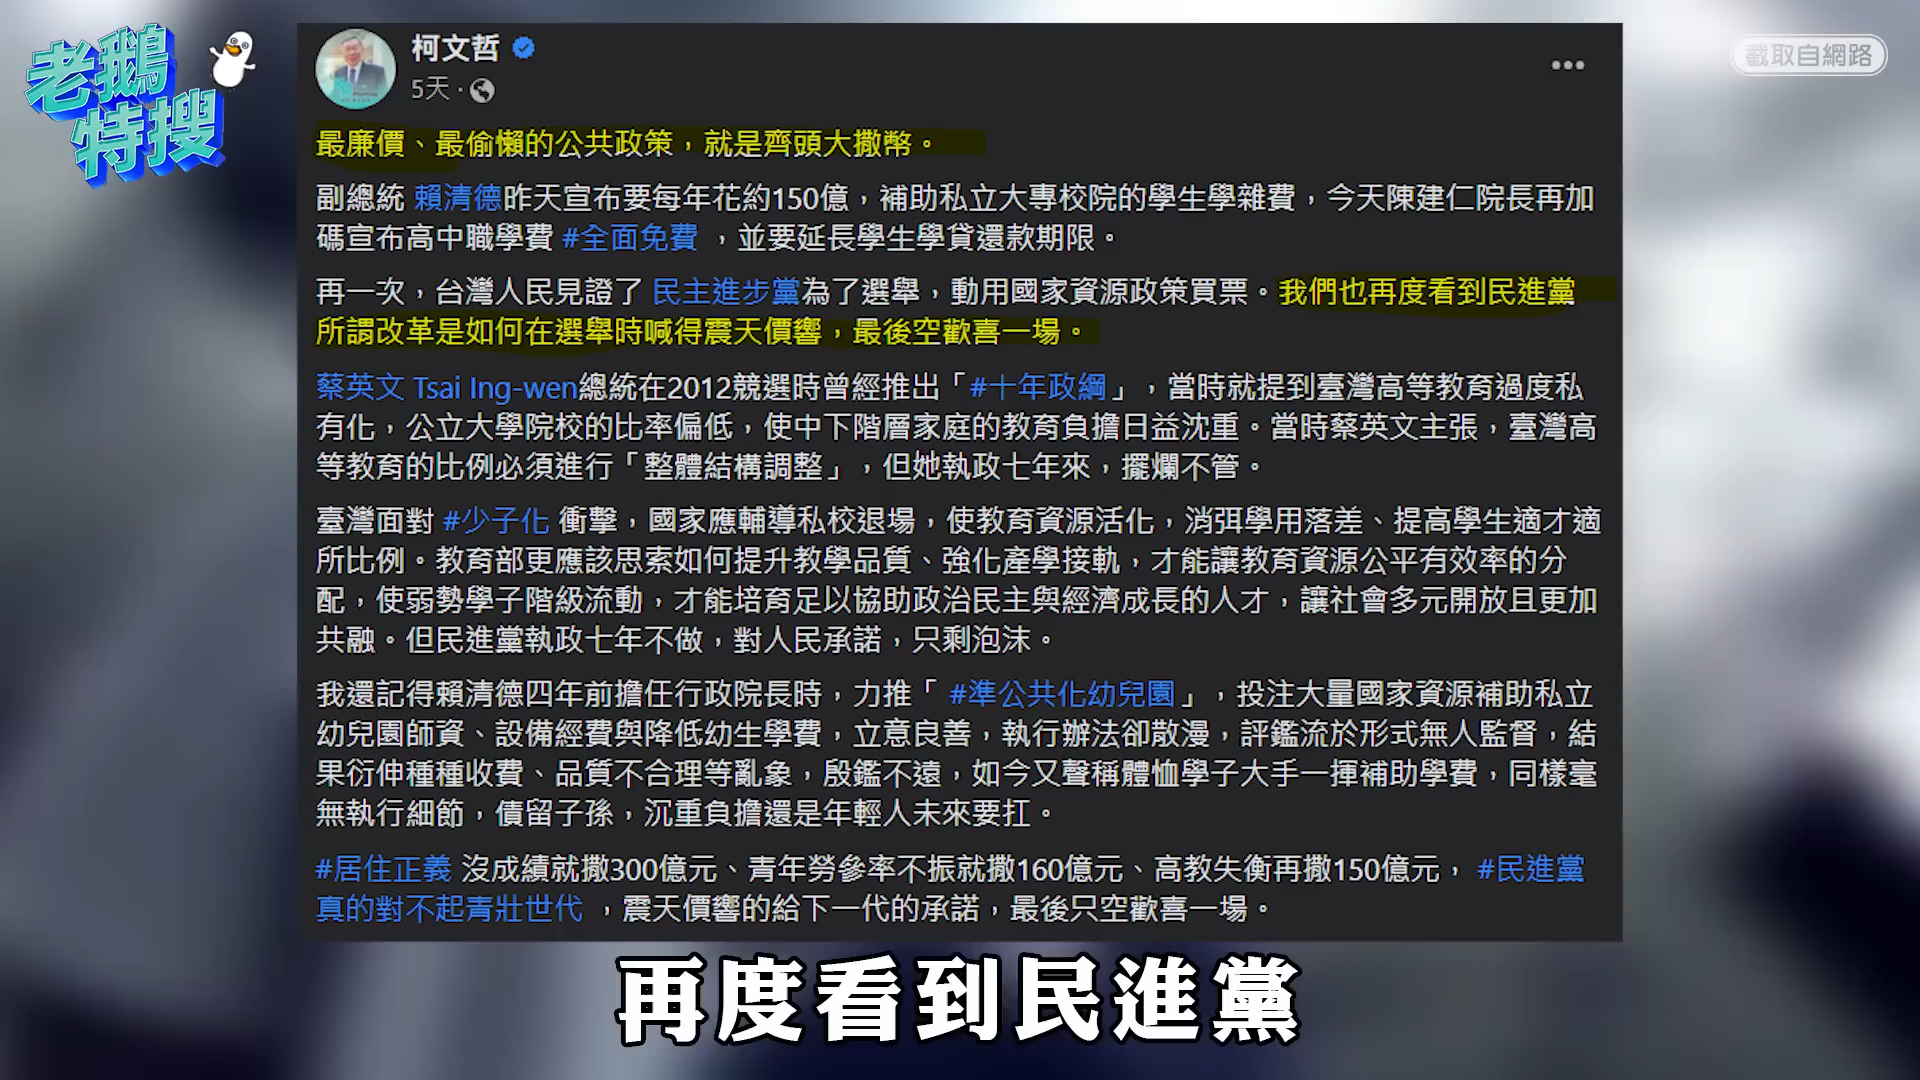 老鵝
特搜
截取自網路
柯文哲
5天·
最廉價、最偷懶的公共政策，就是齊頭大撒幣。
副總統 賴清德昨天宣布要每年花約150億，補助私立大專校院的學生學雜費，今天陳建仁院長再加
碼宣布高中職學費 #全面免費 ，並要延長學生學貸還款期限。
再一次，台灣人民見證了 民主進步黨為了選舉，動用國家資源政策買票。我們也再度看到民進黨
所謂改革是如何在選舉時喊得震天價響，最後空歡喜一場。
蔡英文 Tsai Ing-wen總統在2012競選時曾經推出「#十年政綱」，當時就提到臺灣高等教育過度私
有化，公立大學院校的比率偏低，使中下階層家庭的教育負擔日益沈重。當時蔡英文主張，臺灣高
等教育的比例必須進行「整體結構調整」，但她執政七年來，擺爛不管。
臺灣面對 #少子化 衝擊，國家應輔導私校退場，使教育資源活化，消弭學用落差、提高學生適才適
所比例。教育部更應該思索如何提升教學品質、強化產學接軌，才能讓教育資源公平有效率的分
配，使弱勢學子階級流動，才能培育足以協助政治民主與經濟成長的人才，讓社會多元開放且更加
共融。但民進黨執政七年不做，對人民承諾，只剩泡沫。
我還記得賴清德四年前擔任行政院長時，力推「 #準公共化幼兒園」，投注大量國家資源補助私立
幼兒園師資、設備經費與降低幼生學費，立意良善，執行辦法卻散漫，評鑑流於形式無人監督，結
果衍伸種種收費、品質不合理等亂象，殷鑑不遠，如今又聲稱體恤學子大手一揮補助學費，同樣毫
無執行細節，債留子孫，沉重負擔還是年輕人未來要扛。
#居住正義 沒成績就撒300億元、青年勞參率不振就撒160億元、高教失衡再撒150億元， #民進黨
真的對不起青壯世代 ，震天價響的給下一代的承諾，最後只空歡喜一場。
再度看到民進黨